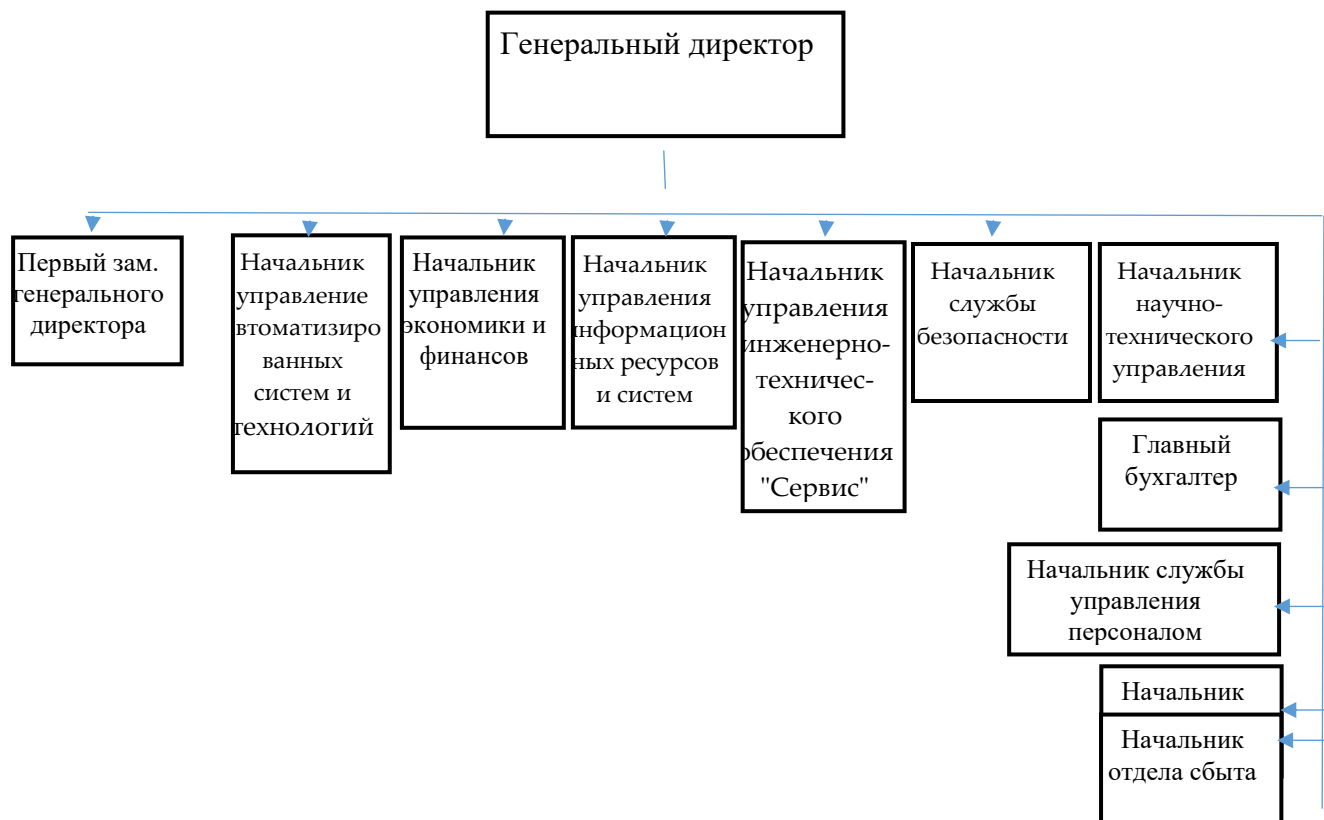 Генеральный директор
Первый зам.
генерального
директора
Начальник
управление
втоматизиро
ванных
систем и
технологий
Начальник
управления
экономики и
финансов
Начальник
управления
информацион
ных ресурсов
и систем
Начальник
управления
инженерно-
техничес-
кого
обеспечения
"Сервис"
Начальник
службы
безопасности
Начальник
научно-
технического
управления
Главный
бухгалтер
Начальник службы
управления
персоналом
Начальник
Начальник
отдела сбыта